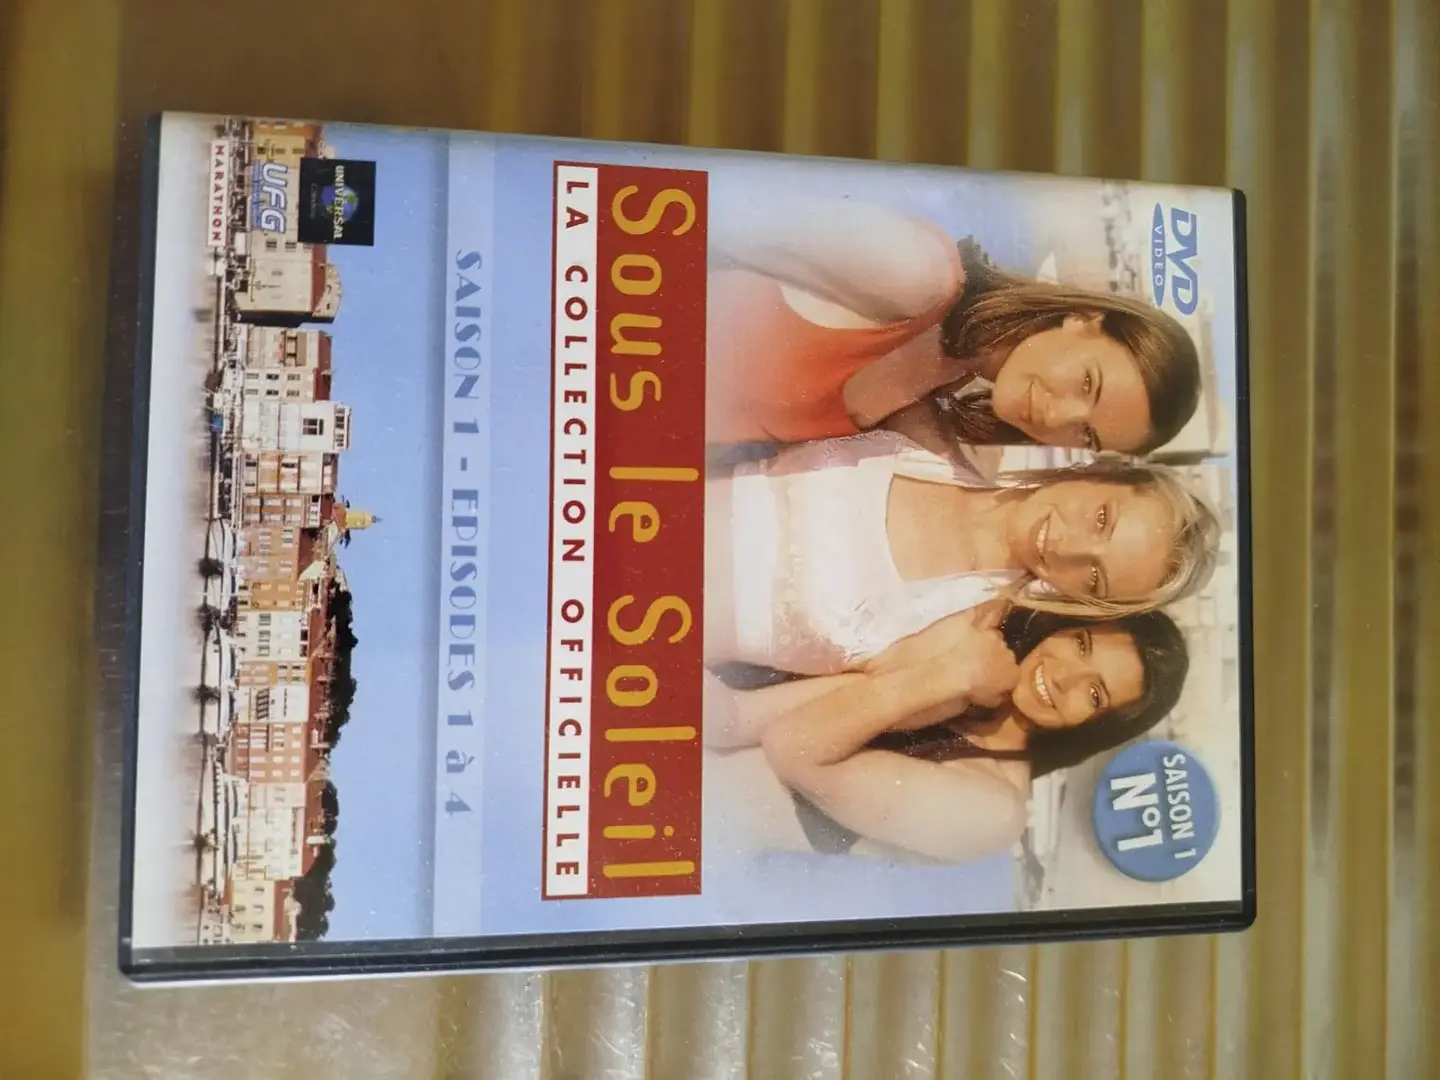 DVD
VIDEO
SAISON 1
N°1
Sous le Soleil
LA COLLECTION OFFICIELLE
SAISON 1 - EPISODES 1 à 4
UNIVERSAL
UFG
MARATHON